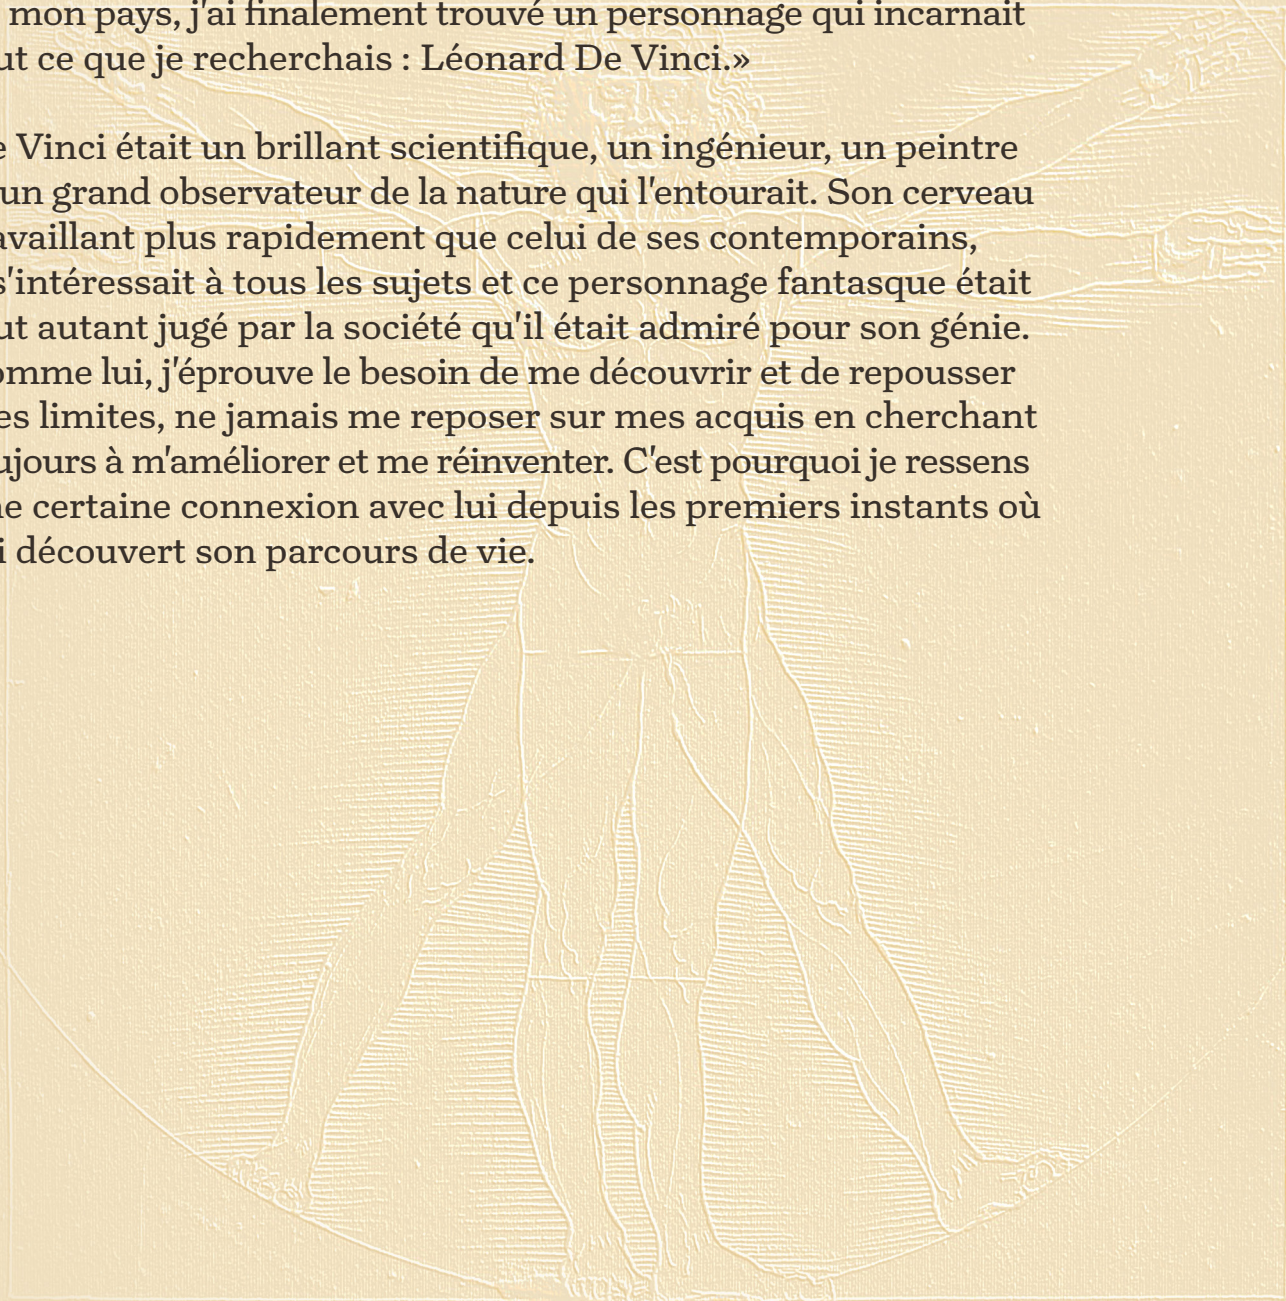 mon pays, j'ai finalement trouvé un personnage qui incarnait
ut ce que je recherchais : Léonard De Vinci.»
e Vinci était un brillant scientifique, un ingénieur, un peintre
un grand observateur de la nature qui l'entourait. Son cerveau
availlant plus rapidement que celui de ses contemporains,
s'intéressait à tous les sujets et ce personnage fantasque était
ut autant jugé par la société qu'il était admiré pour son génie.
omme lui, j'éprouve le besoin de me découvrir et de repousser
es limites, ne jamais me reposer sur mes acquis en cherchant
ujours à m'améliorer et me réinventer. C'est pourquoi je ressens
ne certaine connexion avec lui depuis les premiers instants où
i découvert son parcours de vie.